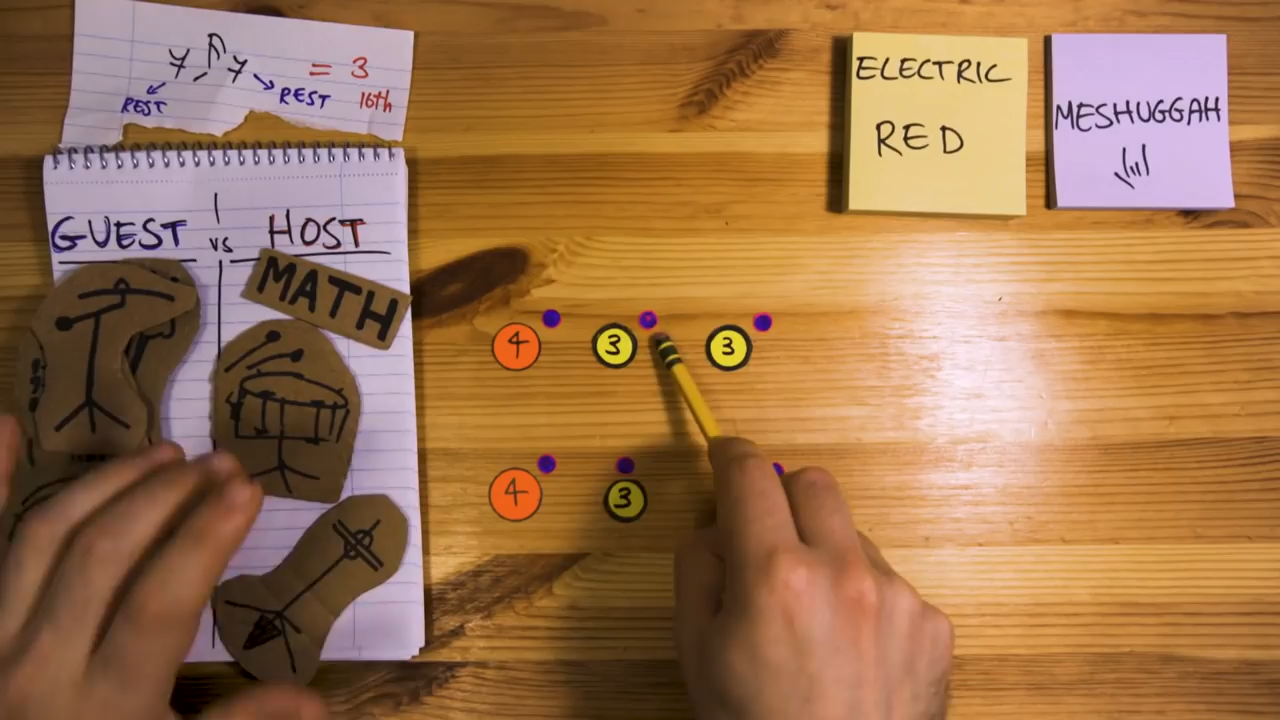 = 3
REST
REST
16th
GUEST
vs
HOST
MATH
ELECTRIC
RED
MESHUGGAH
4 3 3
4 3